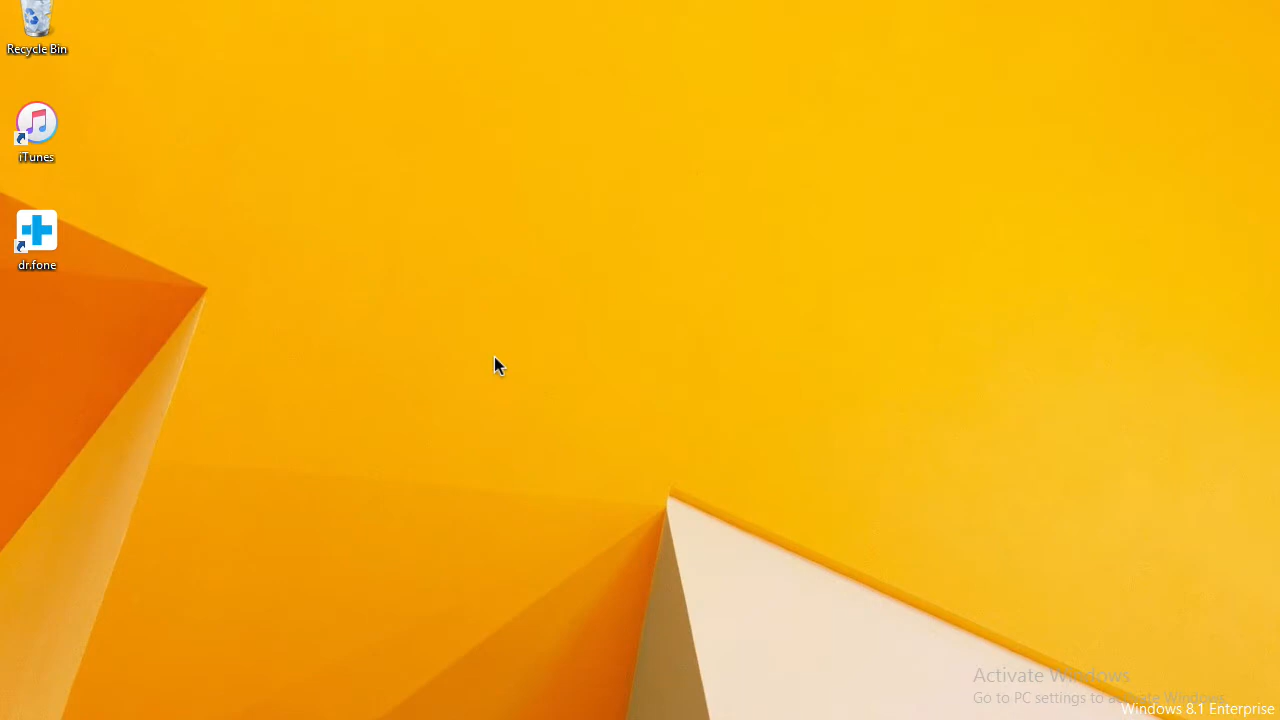 Recycle Bin
iTunes
dr.fone
Activate Windows
Go to PC settings to activate Windows.
Windows 8.1 Enterprise